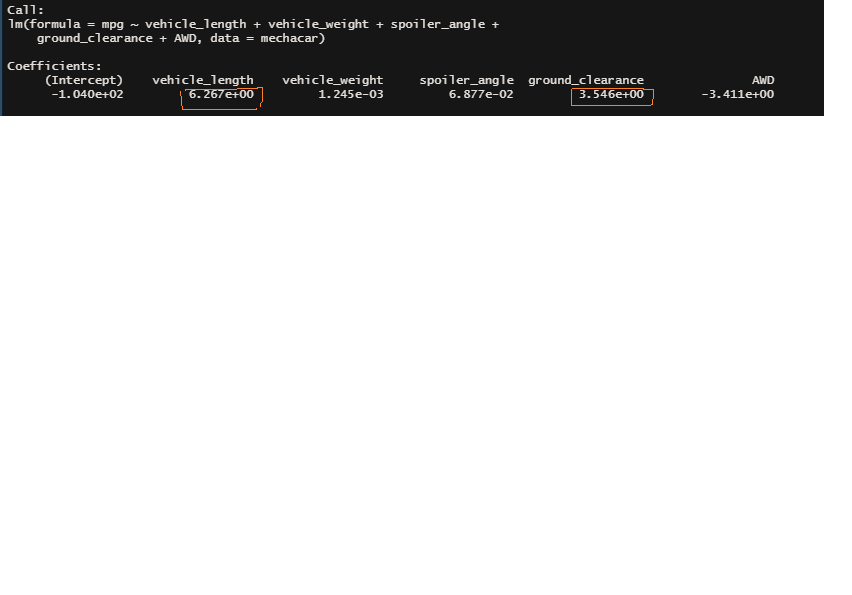 Call:
lm(formula = mpg ~ vehicle_length + vehicle_weight + spoiler_angle +
    ground_clearance + AWD, data = mechacar)
Coefficients:
     (Intercept)    vehicle_length    vehicle_weight     spoiler_angle  ground_clearance               AWD
      -1.040e+02         6.267e+00         1.245e-03         6.877e-02         3.546e+00        -3.411e+00